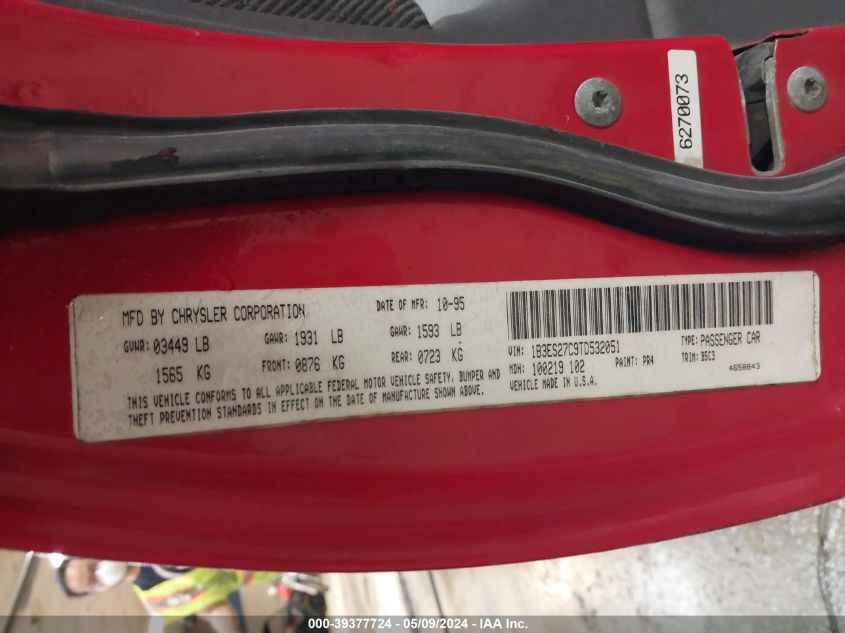 6270073
MFD BY CHRYSLER CORPORATION
DATE OF MFR: 10-95
GVWR: 03449 LB
GAWR: 1931 LB
GAWR: 1593 LB
1565 KG
FRONT: 0876 KG
REAR: 0723 KG
THIS VEHICLE CONFORMS TO ALL APPLICABLE FEDERAL MOTOR VEHICLE SAFETY, BUMPER AND
THEFT PREVENTION STANDARDS IN EFFECT ON THE DATE OF MANUFACTURE SHOWN ABOVE.
VIN: 1B3ES27C9TD532051
TYPE: PASSENGER CAR
MDH: 100219 102
PAINT: PR4
TRIM: B5C3
VEHICLE MADE IN U.S.A.
4658843
000-39377724 - 05/09/2024 - IAA Inc.